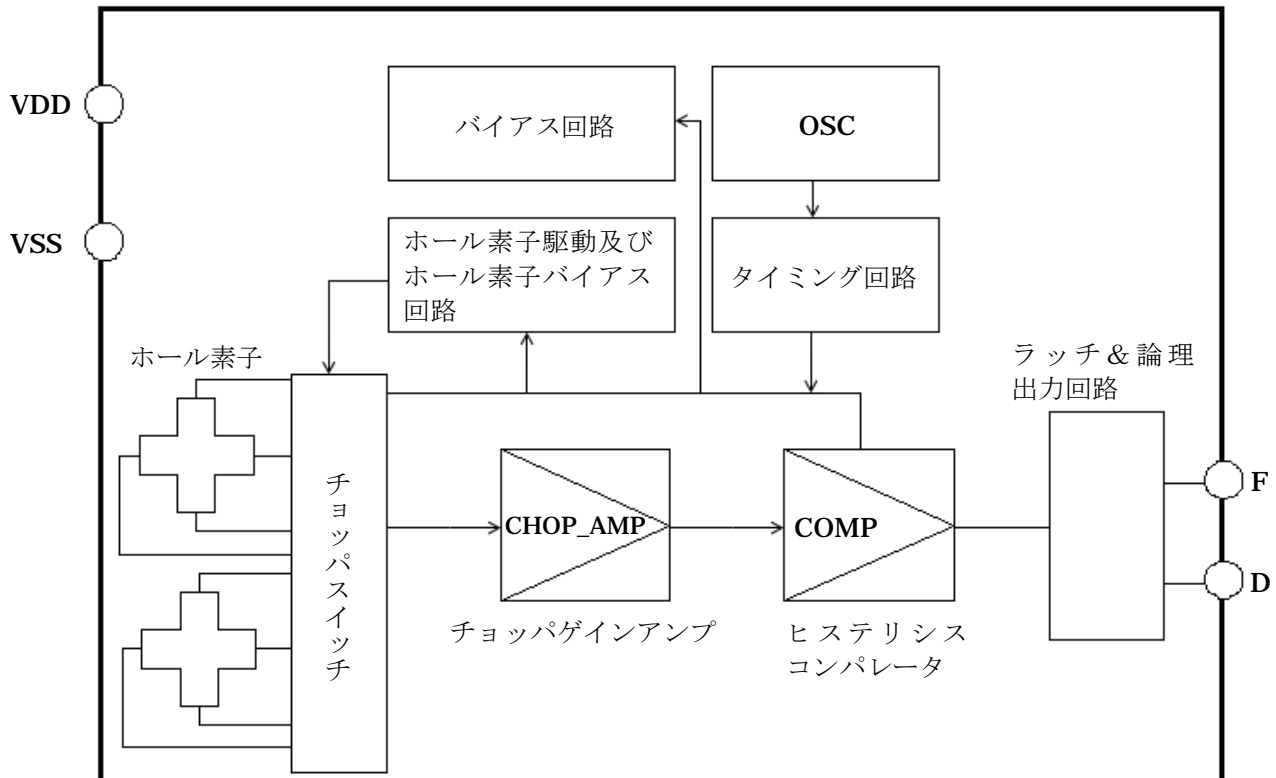 VDD
バイアス回路
OSC
VSS
ホール素子駆動及び
ホール素子バイアス
回路
タイミング回路
ホール素子
ラッチ&論理
出力回路
チョッパスイッチ
CHOP_AMP
COMP
F
D
チョッパゲインアンプ
ヒステリシス
コンパレータ